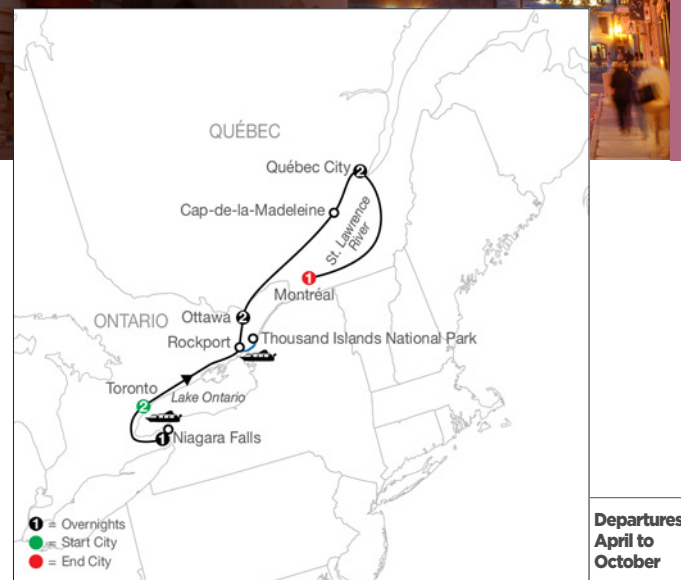 QUÉBEC
Québec City
2
Cap-de-la-Madeleine
St. Lawrence
River
1
Montréal
Ottawa
2
ONTARIO
Rockport
Thousand Islands National Park
Toronto
2
Lake Ontario
1
Niagara Falls
1 = Overnights
= Start City
= End City
Departures
April to
October